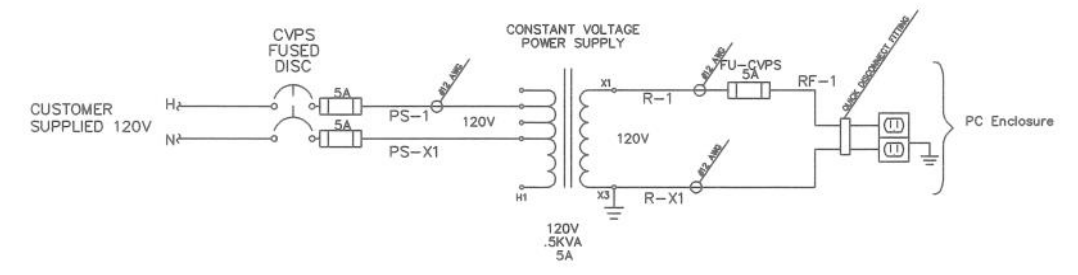 CVPS
FUSED
DISC
CUSTOMER
SUPPLIED 120V
H
N
5A
5A
PS-1
PS-X1
#12 AWG
CONSTANT VOLTAGE
POWER SUPPLY
120V
H1
X1
120V
X3
120V
.5KVA
5A
R-1
#12 AWG
FU-CVPS
5A
RF-1
R-X1
#12 AWG
QUICK DISCONNECT FITTING
PC Enclosure